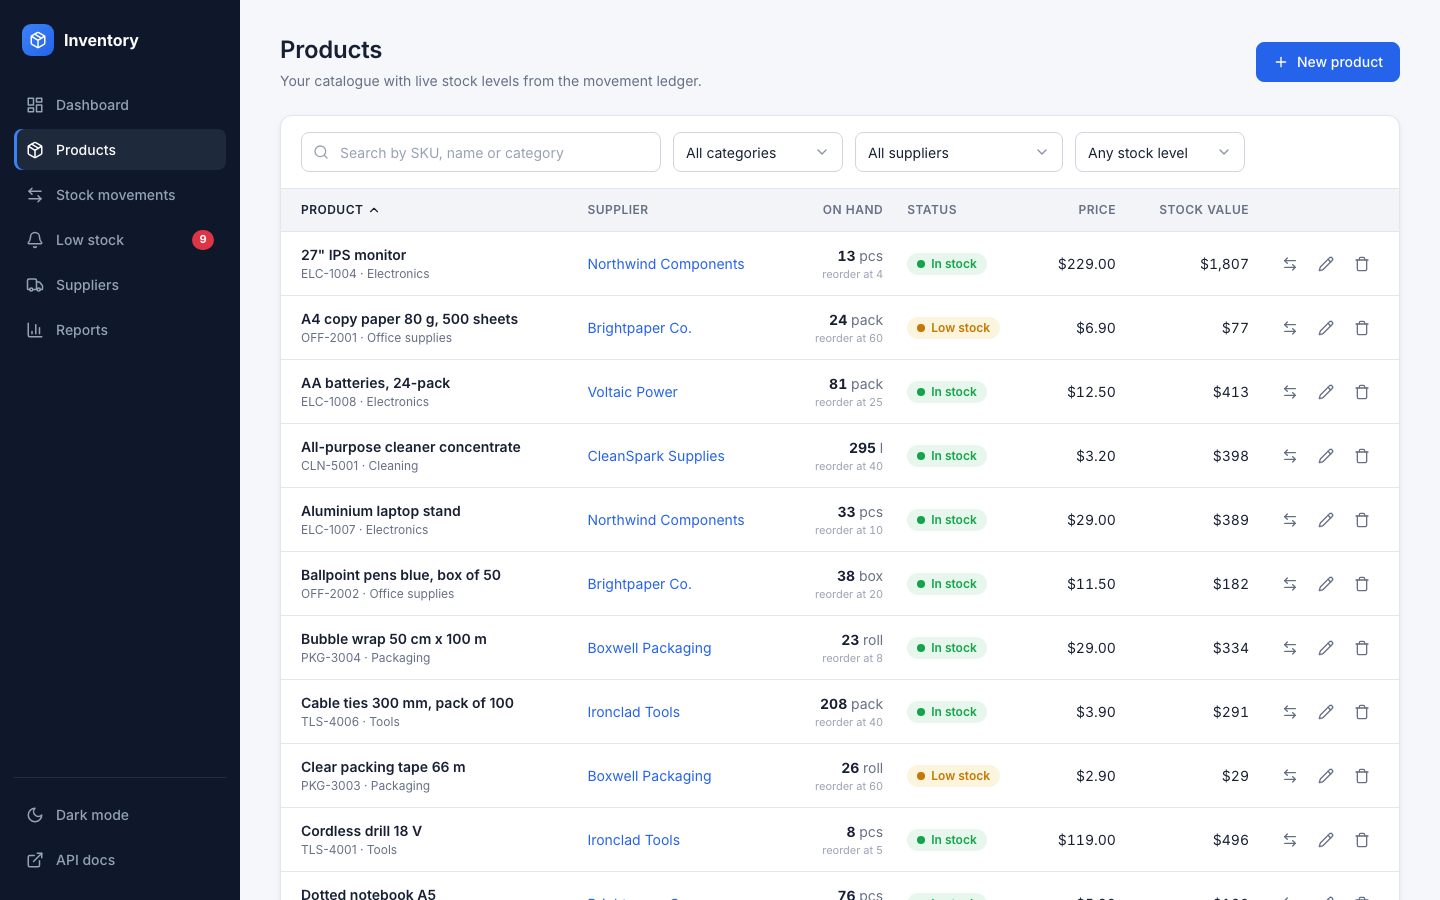 Inventory
Dashboard
Products
Stock movements
Low stock 9
Suppliers
Reports
Dark mode
API docs
Products
Your catalogue with live stock levels from the movement ledger.
New product
Search by SKU, name or category
All categories
All suppliers
Any stock level
PRODUCT SUPPLIER ON HAND STATUS PRICE STOCK VALUE
27" IPS monitor
ELC-1004 · Electronics
Northwind Components
13 pcs
reorder at 4
In stock
$229.00
$1,807
A4 copy paper 80 g, 500 sheets
OFF-2001 · Office supplies
Brightpaper Co.
24 pack
reorder at 60
Low stock
$6.90
$77
AA batteries, 24-pack
ELC-1008 · Electronics
Voltaic Power
81 pack
reorder at 25
In stock
$12.50
$413
All-purpose cleaner concentrate
CLN-5001 · Cleaning
CleanSpark Supplies
295 l
reorder at 40
In stock
$3.20
$398
Aluminium laptop stand
ELC-1007 · Electronics
Northwind Components
33 pcs
reorder at 10
In stock
$29.00
$389
Ballpoint pens blue, box of 50
OFF-2002 · Office supplies
Brightpaper Co.
38 box
reorder at 20
In stock
$11.50
$182
Bubble wrap 50 cm x 100 m
PKG-3004 · Packaging
Boxwell Packaging
23 roll
reorder at 8
In stock
$29.00
$334
Cable ties 300 mm, pack of 100
TLS-4006 · Tools
Ironclad Tools
208 pack
reorder at 40
In stock
$3.90
$291
Clear packing tape 66 m
PKG-3003 · Packaging
Boxwell Packaging
26 roll
reorder at 60
Low stock
$2.90
$29
Cordless drill 18 V
TLS-4001 · Tools
Ironclad Tools
8 pcs
reorder at 5
In stock
$119.00
$496
Dotted notebook A5
76 pcs